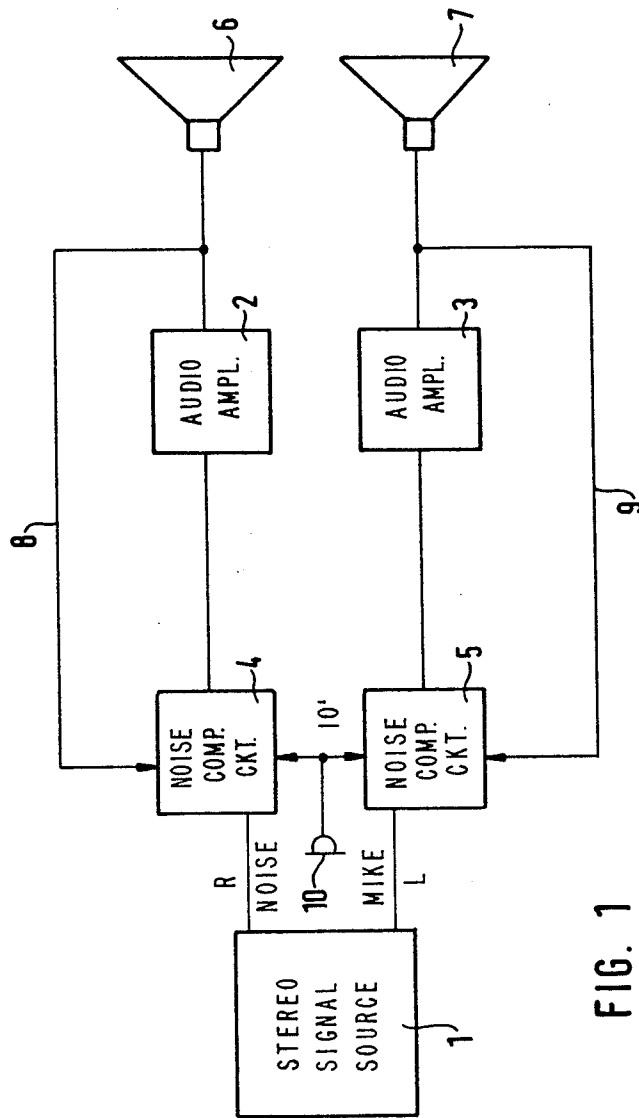 8
6
2
AUDIO
AMPL.
4
NOISE
COMP.
CKT.
R
NOISE
10
10'
MIKE
L
STEREO
SIGNAL
SOURCE
1
5
NOISE
COMP.
CKT.
3
AUDIO
AMPL.
7
9
FIG. 1